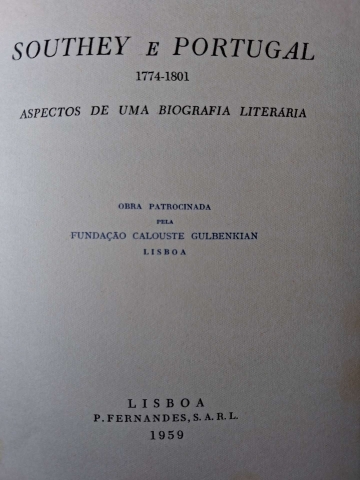 SOUTHEY E PORTUGAL
1774-1801
ASPECTOS DE UMA BIOGRAFIA LITERÁRIA
OBRA PATROCINADA
PELA
FUNDAÇÃO CALOUSTE GULBENKIAN
LISBOA
LISBOA
P. FERNANDES, S. A. R. L.
1959